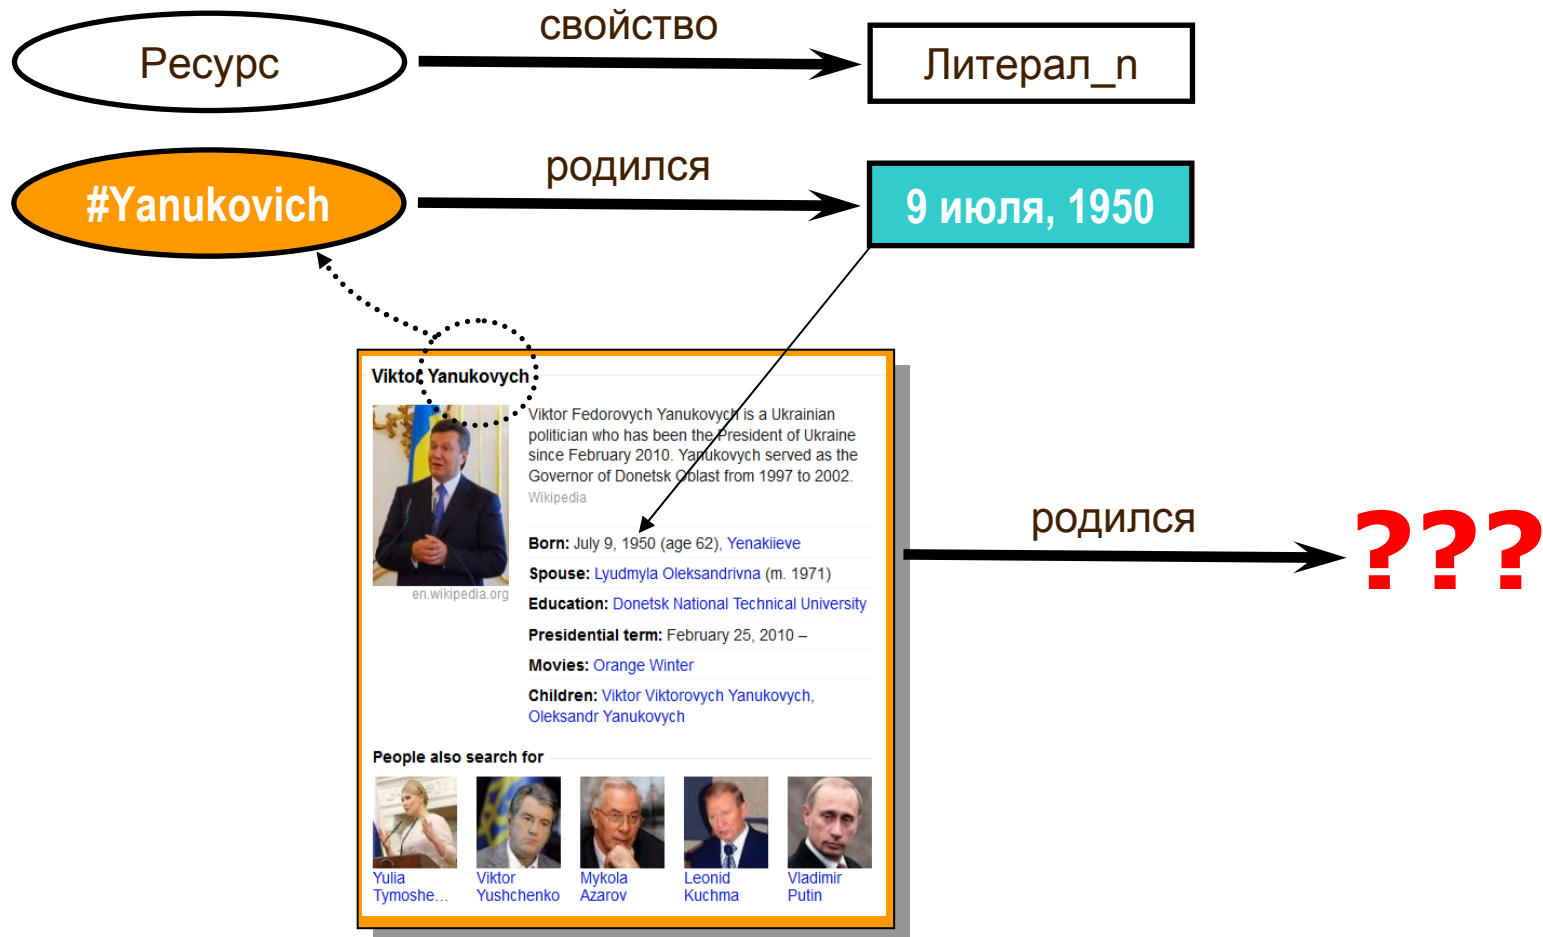 свойство
Ресурс
Литерал_n
родился
#Yanukovich
9 июля, 1950
Viktor Yanukovych
Viktor Fedorovych Yanukovych is a Ukrainian
politician who has been the President of Ukraine
since February 2010. Yanukovych served as the
Governor of Donetsk Oblast from 1997 to 2002.
Wikipedia
en.wikipedia.org
Born: July 9, 1950 (age 62), Yenakiieve
Spouse: Lyudmyla Oleksandrivna (m. 1971)
Education: Donetsk National Technical University
Presidential term: February 25, 2010 –
Movies: Orange Winter
Children: Viktor Viktorovych Yanukovych,
Oleksandr Yanukovych
родился
???
People also search for
Yulia
Tymoshe...
Viktor
Yushchenko
Mykola
Azarov
Leonid
Kuchma
Vladimir
Putin